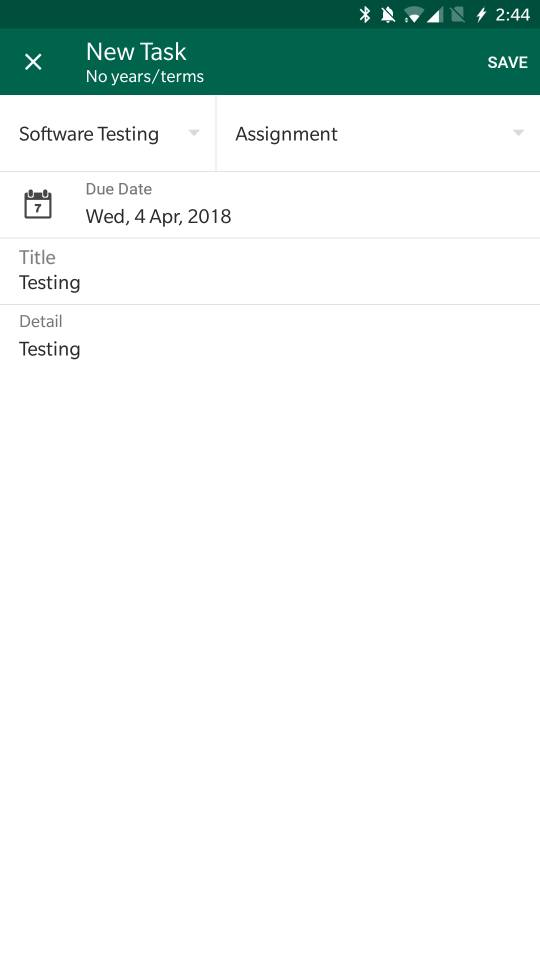 2:44
New Task
No years/terms
SAVE
Software Testing
Assignment
7
Due Date
Wed, 4 Apr, 2018
Title
Testing
Detail
Testing